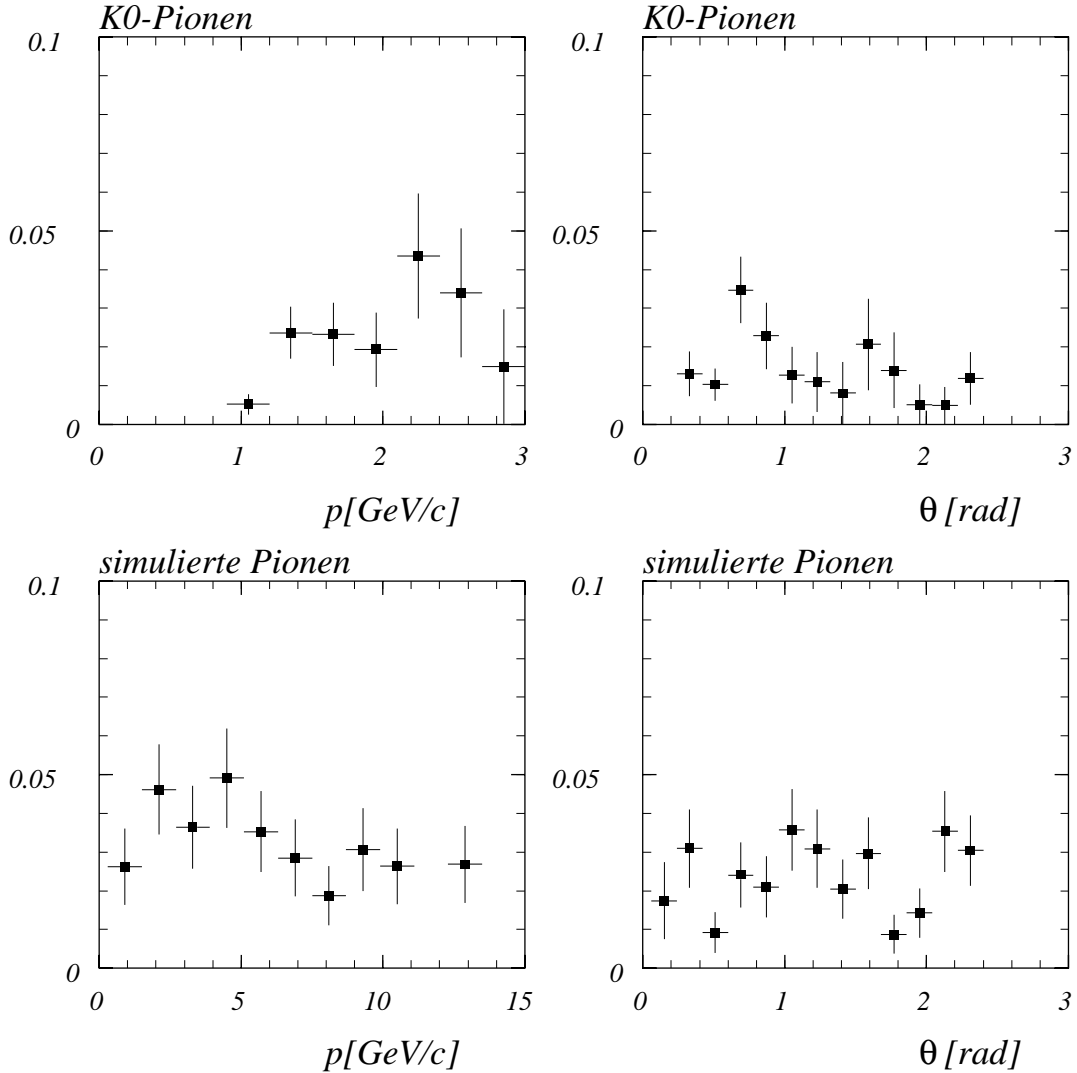 K0-Pionen
0.1
0.05
0
0 1 2 3
p[GeV/c]
K0-Pionen
0.1
0.05
0
0 1 2 3
θ [rad]
simulierte Pionen
0.1
0.05
0
0 5 10 15
p[GeV/c]
simulierte Pionen
0.1
0.05
0
0 1 2 3
θ [rad]